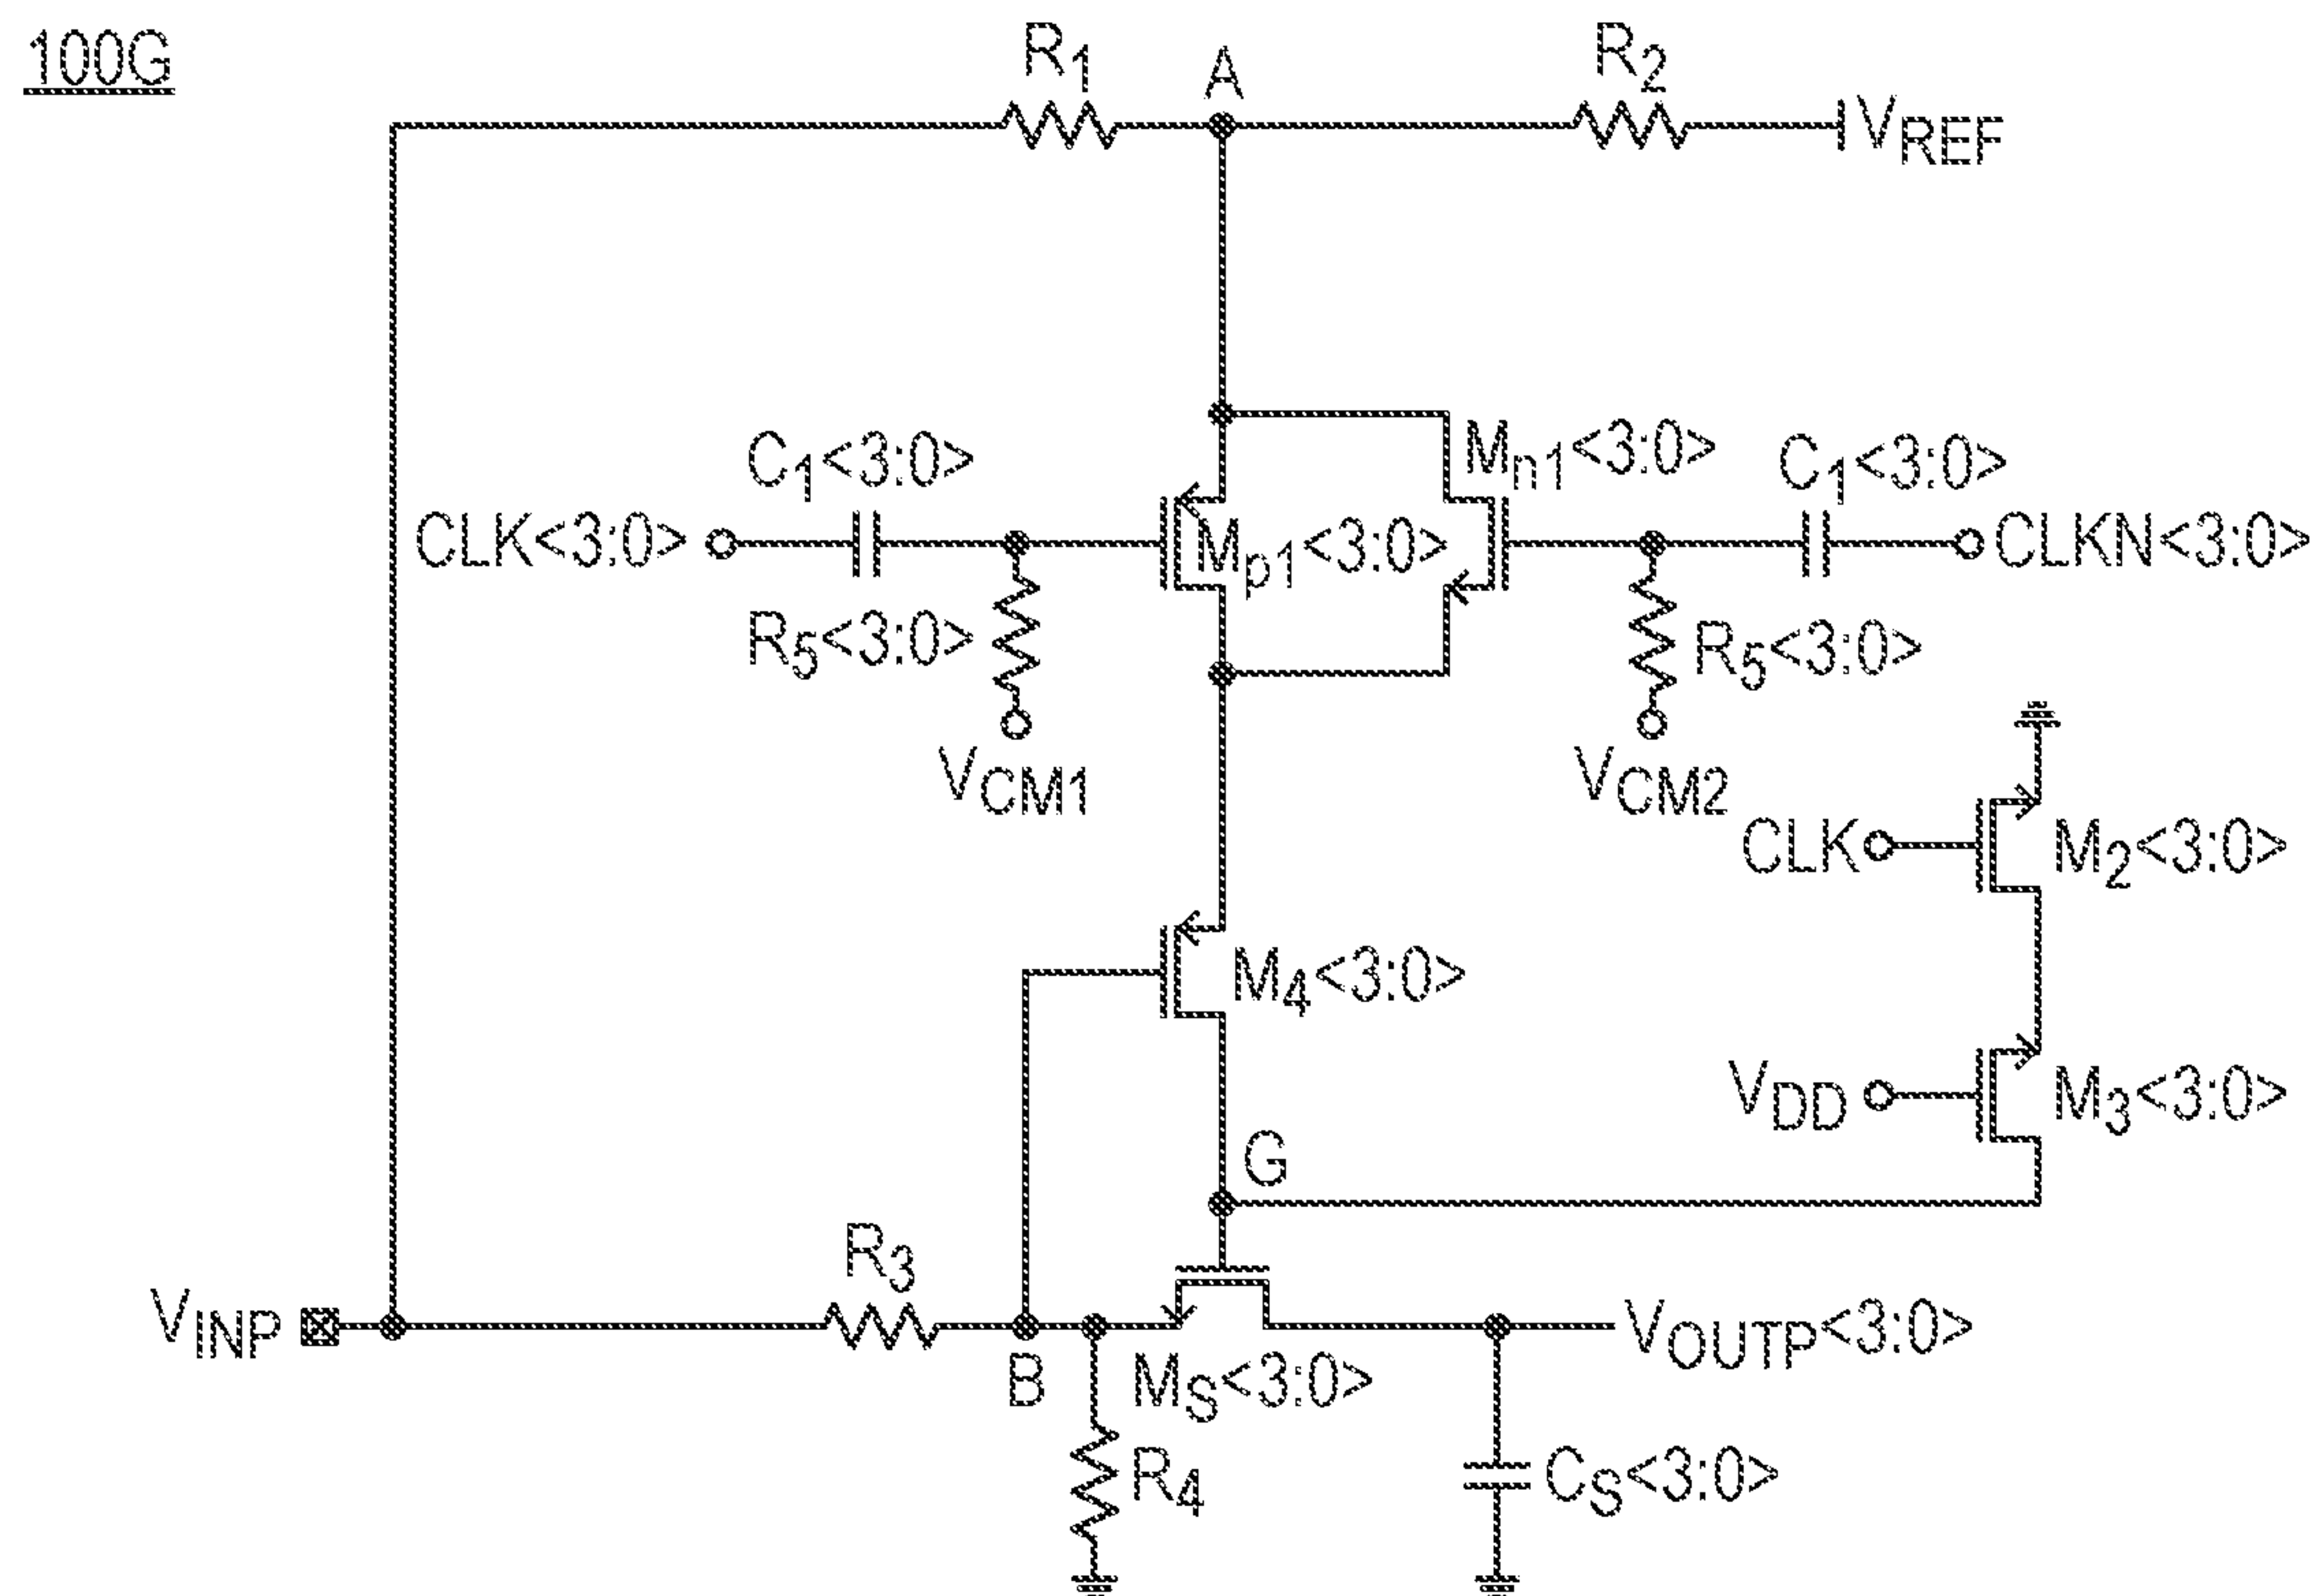 100G
R1
A
R2
VREF
Mn1<3:0>
C1<3:0>
C1<3:0>
CLK<3:0>
Mp1<3:0>
CLKN<3:0>
R5<3:0>
R5<3:0>
VCM1
VCM2
CLK
M2<3:0>
M4<3:0>
VDD
M3<3:0>
G
R3
VINP
VOUTP<3:0>
B
MS<3:0>
R4
CS<3:0>